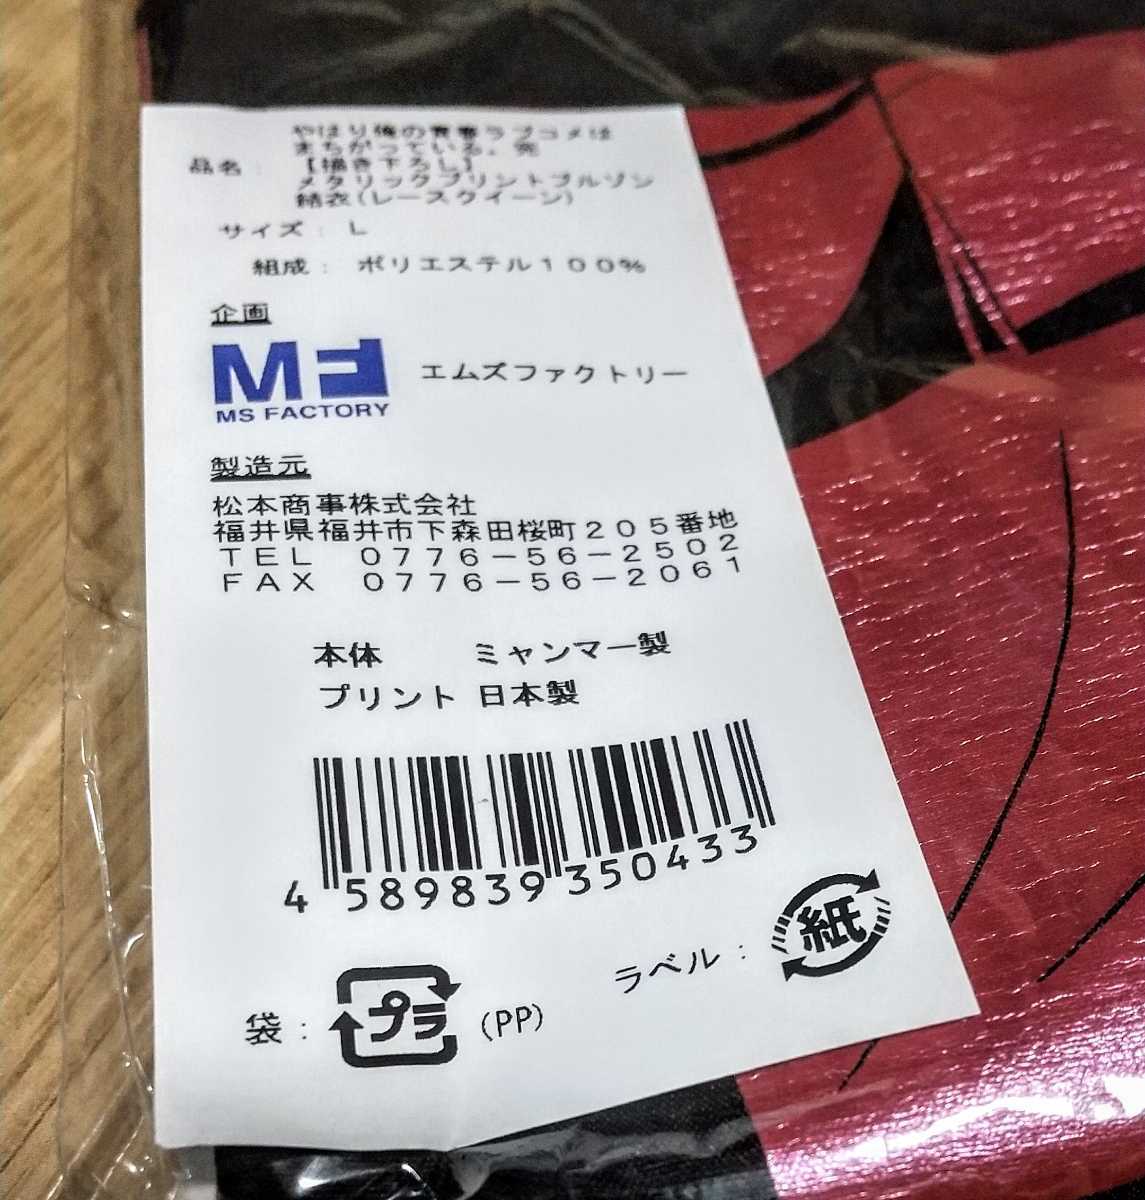 やはり俺の青春ラブコメは
まちがっている。完
品名： 【描き下ろし】
メタリックプリントブルゾン
結衣(レースクイーン)
サイズ： L
組成： ポリエステル１００％
企画
MF
MS FACTORY
エムズファクトリー
製造元
松本商事株式会社
福井県福井市下森田桜町２０５番地
ＴＥＬ ０７７６－５６－２５０２
ＦＡＸ ０７７６－５６－２０６１
本体 ミャンマー製
プリント 日本製
4 589839 350433
ラベル： 紙
袋： プラ (PP)